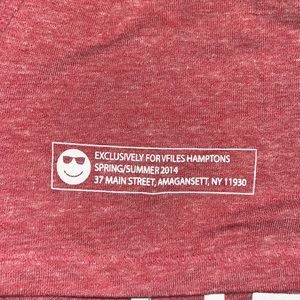 EXCLUSIVELY FOR VFILES HAMPTONS
SPRING/SUMMER 2014
37 MAIN STREET, AMAGANSETT, NY 11930